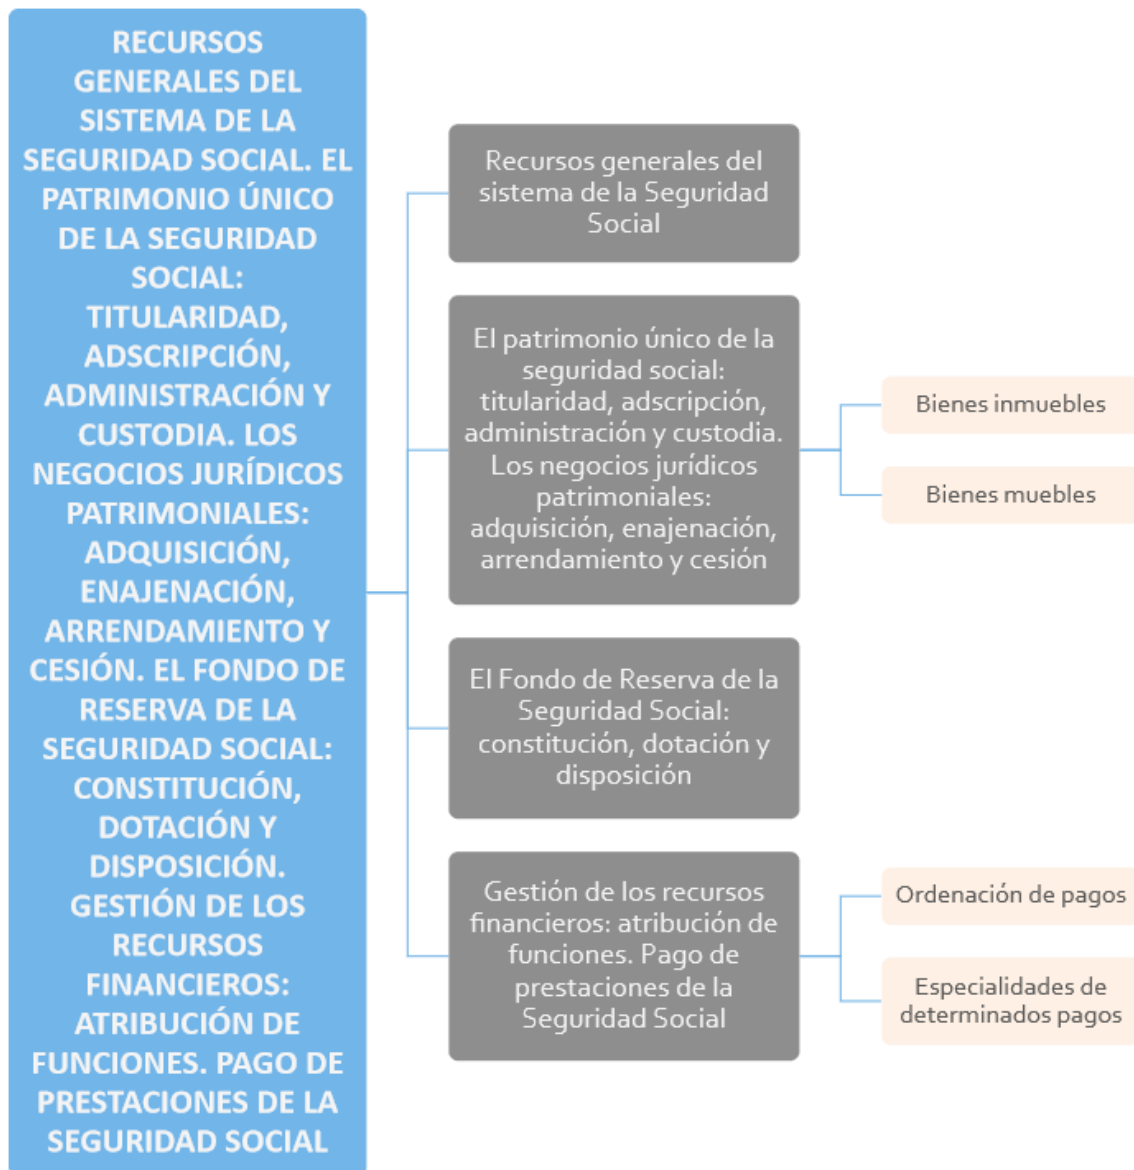 RECURSOS
GENERALES DEL
SISTEMA DE LA
SEGURIDAD SOCIAL. EL
PATRIMONIO ÚNICO
DE LA SEGURIDAD
SOCIAL:
TITULARIDAD,
ADSCRIPCIÓN,
ADMINISTRACIÓN Y
CUSTODIA. LOS
NEGOCIOS JURÍDICOS
PATRIMONIALES:
ADQUISICIÓN,
ENAJENACIÓN,
ARRENDAMIENTO Y
CESIÓN. EL FONDO DE
RESERVA DE LA
SEGURIDAD SOCIAL:
CONSTITUCIÓN,
DOTACIÓN Y
DISPOSICIÓN.
GESTIÓN DE LOS
RECURSOS
FINANCIEROS:
ATRIBUCIÓN DE
FUNCIONES. PAGO DE
PRESTACIONES DE LA
SEGURIDAD SOCIAL
Recursos generales del
sistema de la Seguridad
Social
El patrimonio único de la
seguridad social:
titularidad, adscripción,
administración y custodia.
Los negocios jurídicos
patrimoniales:
adquisición, enajenación,
arrendamiento y cesión
Bienes inmuebles
Bienes muebles
El Fondo de Reserva de la
Seguridad Social:
constitución, dotación y
disposición
Gestión de los recursos
financieros: atribución de
funciones. Pago de
prestaciones de la
Seguridad Social
Ordenación de pagos
Especialidades de
determinados pagos